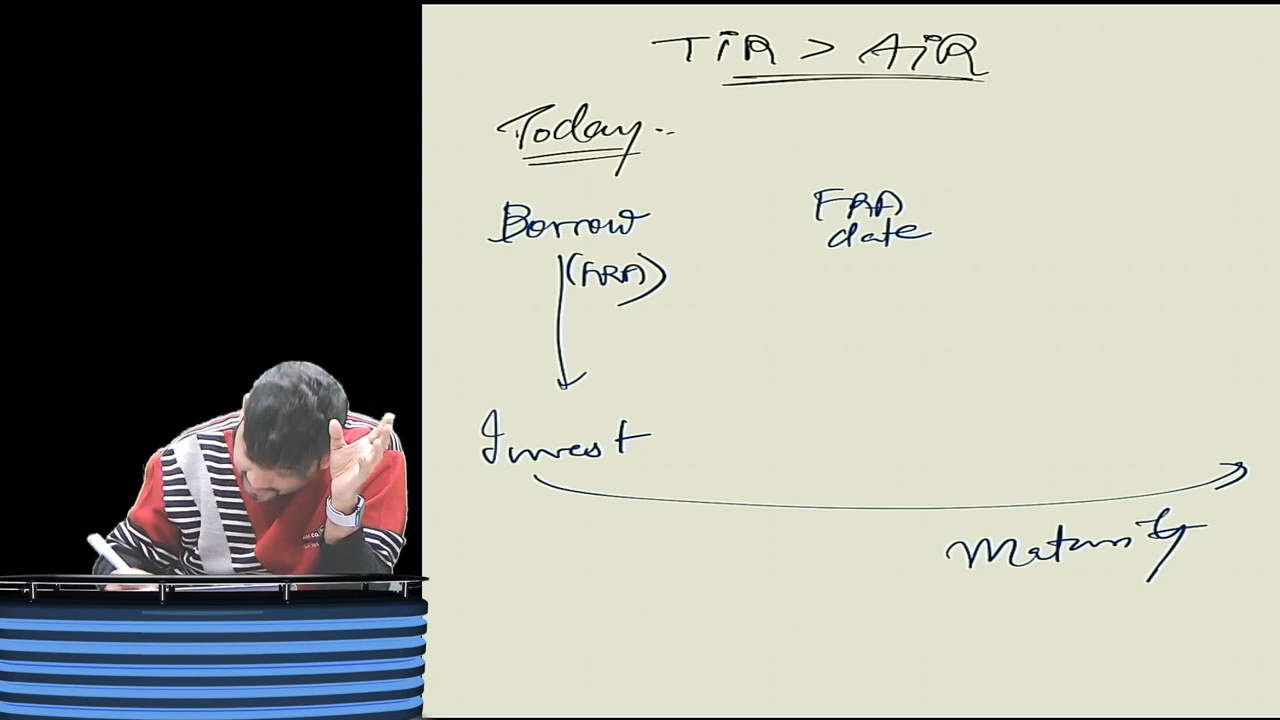 TIR > AIR
Today..
Borrow
FRA
date
(FRA)
Invest
Maturity